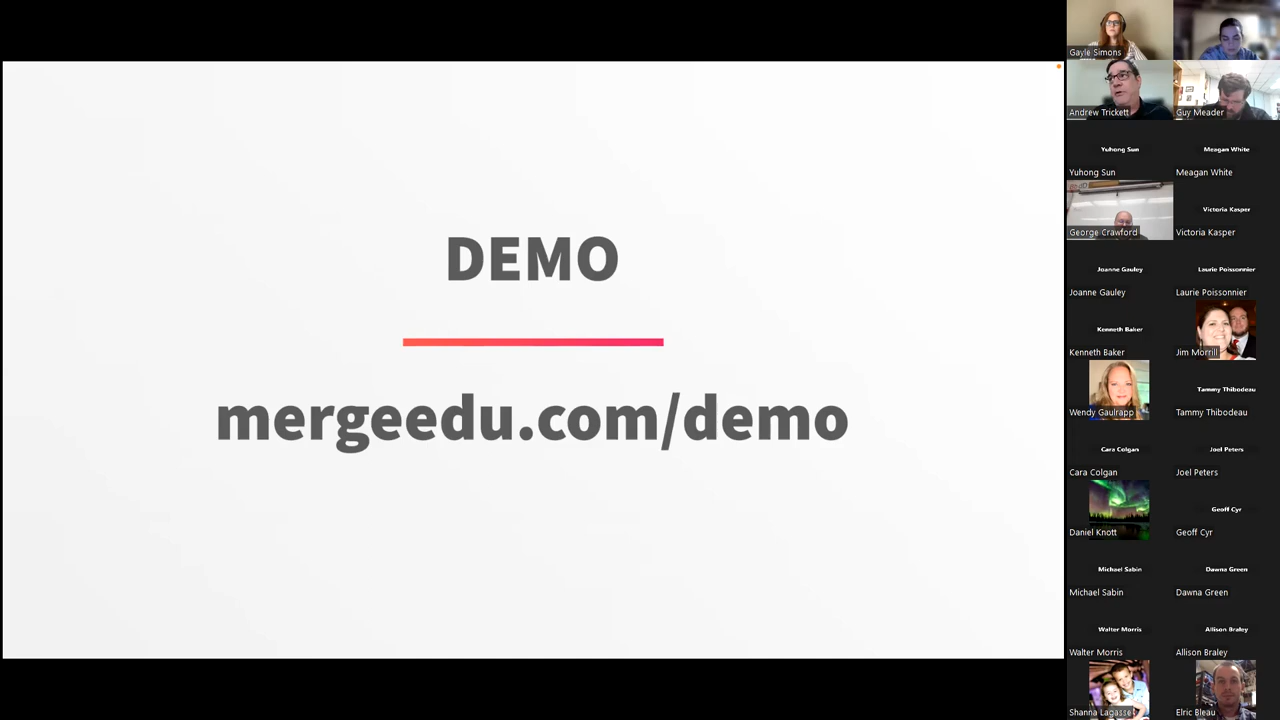 DEMO
mergeedu.com/demo
Gayle Simons
Andrew Trickett
Guy Meader
Yuhong Sun
Meagan White
Yuhong Sun
Meagan White
Victoria Kasper
George Crawford
Victoria Kasper
Joanne Gauley
Laurie Poissonnier
Joanne Gauley
Laurie Poissonnier
Kenneth Baker
Kenneth Baker
Jim Morrill
Tammy Thibodeau
Wendy Gaulrapp
Tammy Thibodeau
Cara Colgan
Joel Peters
Cara Colgan
Joel Peters
Geoff Cyr
Daniel Knott
Geoff Cyr
Michael Sabin
Dawna Green
Michael Sabin
Dawna Green
Walter Morris
Allison Braley
Walter Morris
Allison Braley
Shanna Lagasse
Elric Bleau